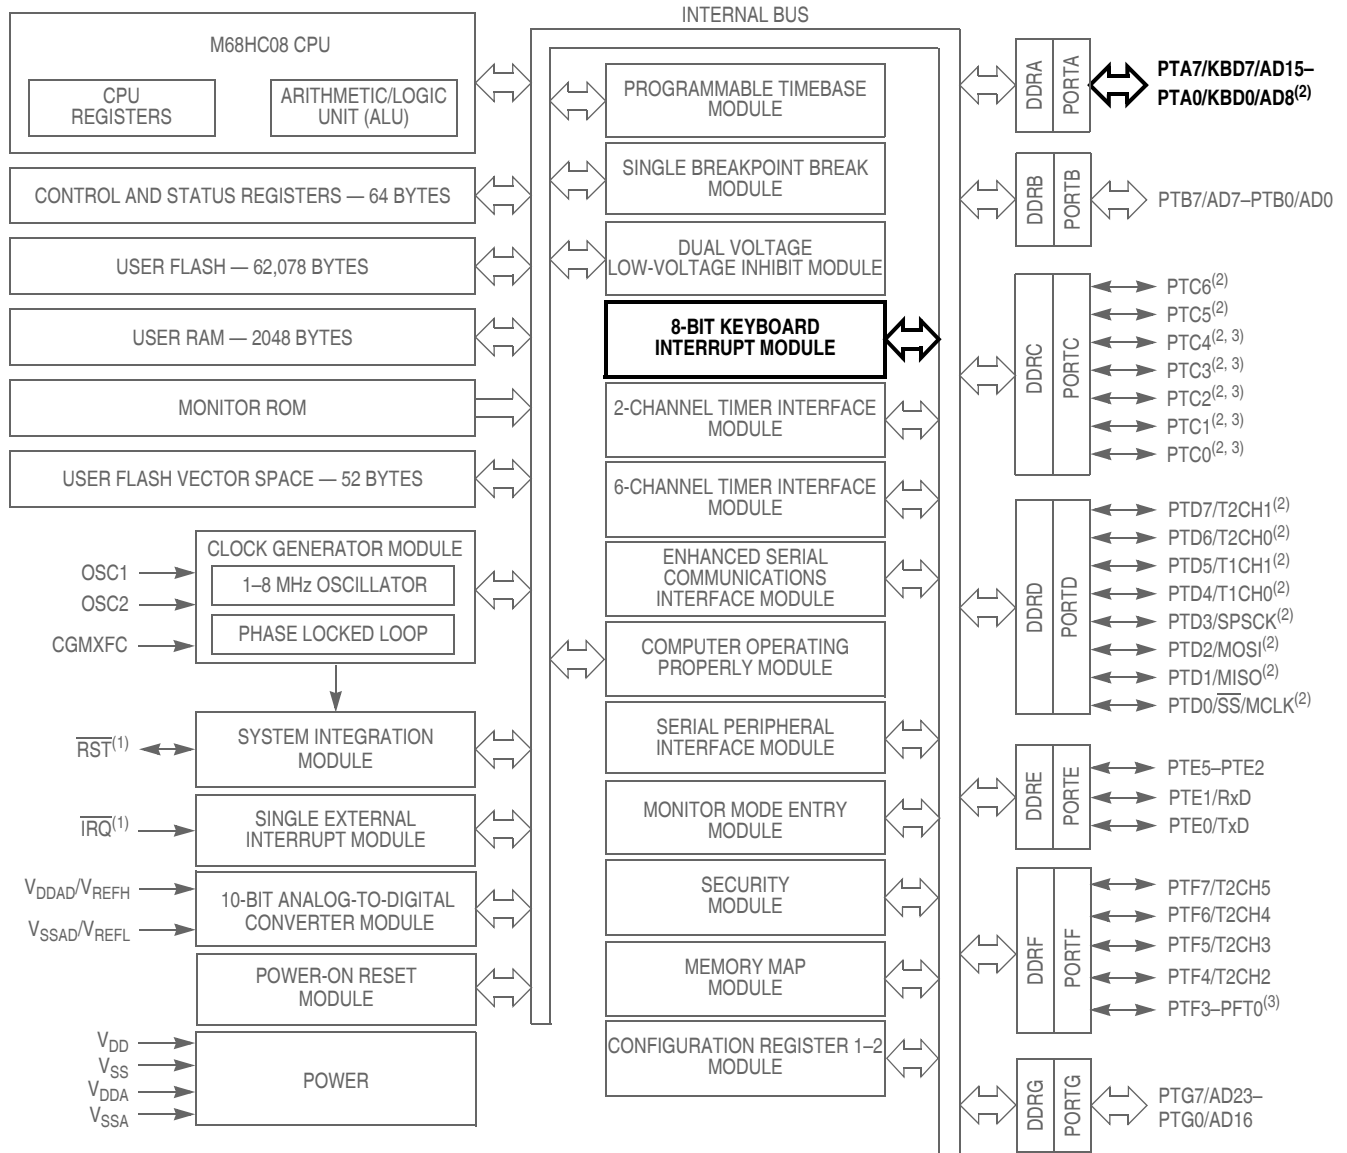 INTERNAL BUS
M68HC08 CPU
CPU
REGISTERS
ARITHMETIC/LOGIC
UNIT (ALU)
CONTROL AND STATUS REGISTERS — 64 BYTES
USER FLASH — 62,078 BYTES
USER RAM — 2048 BYTES
MONITOR ROM
USER FLASH VECTOR SPACE — 52 BYTES
CLOCK GENERATOR MODULE
1–8 MHz OSCILLATOR
PHASE LOCKED LOOP
OSC1
OSC2
CGMXFC
SYSTEM INTEGRATION
MODULE
RST(1)
SINGLE EXTERNAL
INTERRUPT MODULE
IRQ(1)
10-BIT ANALOG-TO-DIGITAL
CONVERTER MODULE
VDDAD/VREFH
VSSAD/VREFL
POWER-ON RESET
MODULE
POWER
VDD
VSS
VDDA
VSSA
PROGRAMMABLE TIMEBASE
MODULE
SINGLE BREAKPOINT BREAK
MODULE
DUAL VOLTAGE
LOW-VOLTAGE INHIBIT MODULE
8-BIT KEYBOARD
INTERRUPT MODULE
2-CHANNEL TIMER INTERFACE
MODULE
6-CHANNEL TIMER INTERFACE
MODULE
ENHANCED SERIAL
COMMUNICATIONS
INTERFACE MODULE
COMPUTER OPERATING
PROPERLY MODULE
SERIAL PERIPHERAL
INTERFACE MODULE
MONITOR MODE ENTRY
MODULE
SECURITY
MODULE
MEMORY MAP
MODULE
CONFIGURATION REGISTER 1–2
MODULE
DDRA
PORTA
PTA7/KBD7/AD15–
PTA0/KBD0/AD8(2)
DDRB
PORTB
PTB7/AD7–PTB0/AD0
DDRC
PORTC
PTC6(2)
PTC5(2)
PTC4(2, 3)
PTC3(2, 3)
PTC2(2, 3)
PTC1(2, 3)
PTC0(2, 3)
DDRD
PORTD
PTD7/T2CH1(2)
PTD6/T2CH0(2)
PTD5/T1CH1(2)
PTD4/T1CH0(2)
PTD3/SPSCK(2)
PTD2/MOSI(2)
PTD1/MISO(2)
PTD0/SS/MCLK(2)
DDRE
PORTE
PTE5–PTE2
PTE1/RxD
PTE0/TxD
DDRF
PORTF
PTF7/T2CH5
PTF6/T2CH4
PTF5/T2CH3
PTF4/T2CH2
PTF3–PFT0(3)
DDRG
PORTG
PTG7/AD23–
PTG0/AD16